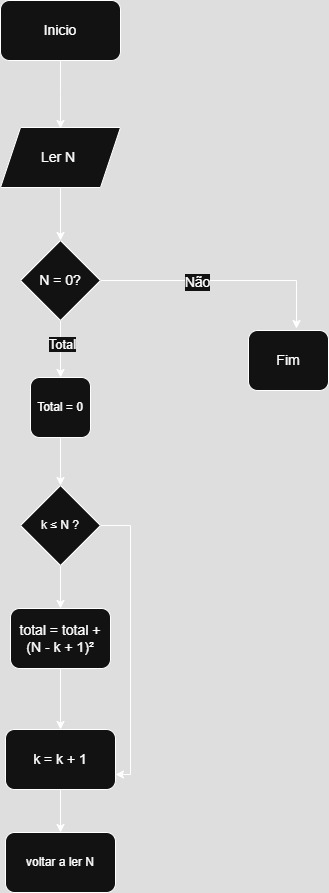 Inicio
Ler N
N = 0?
Não
Total
Fim
Total = 0
k ≤ N ?
total = total +
(N - k + 1)²
k = k + 1
voltar a ler N